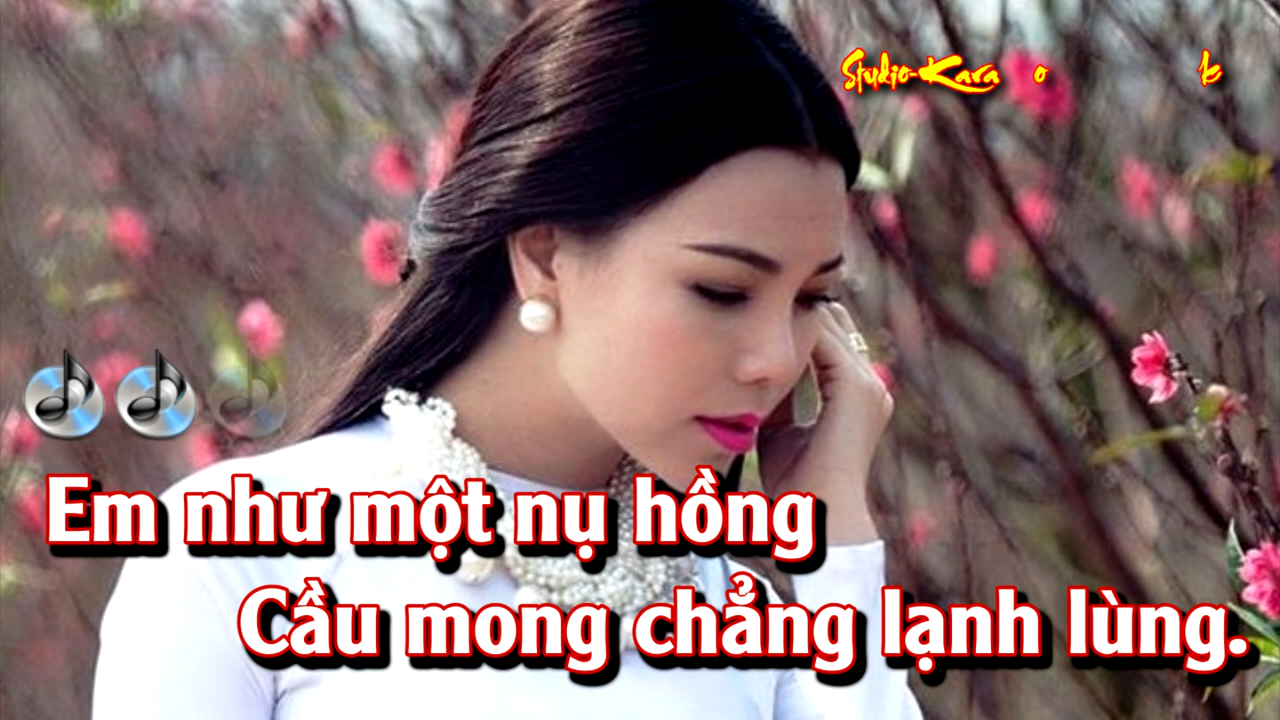 Studio-Kara o k
Em như một nụ hồng
Cầu mong chẳng lạnh lùng.